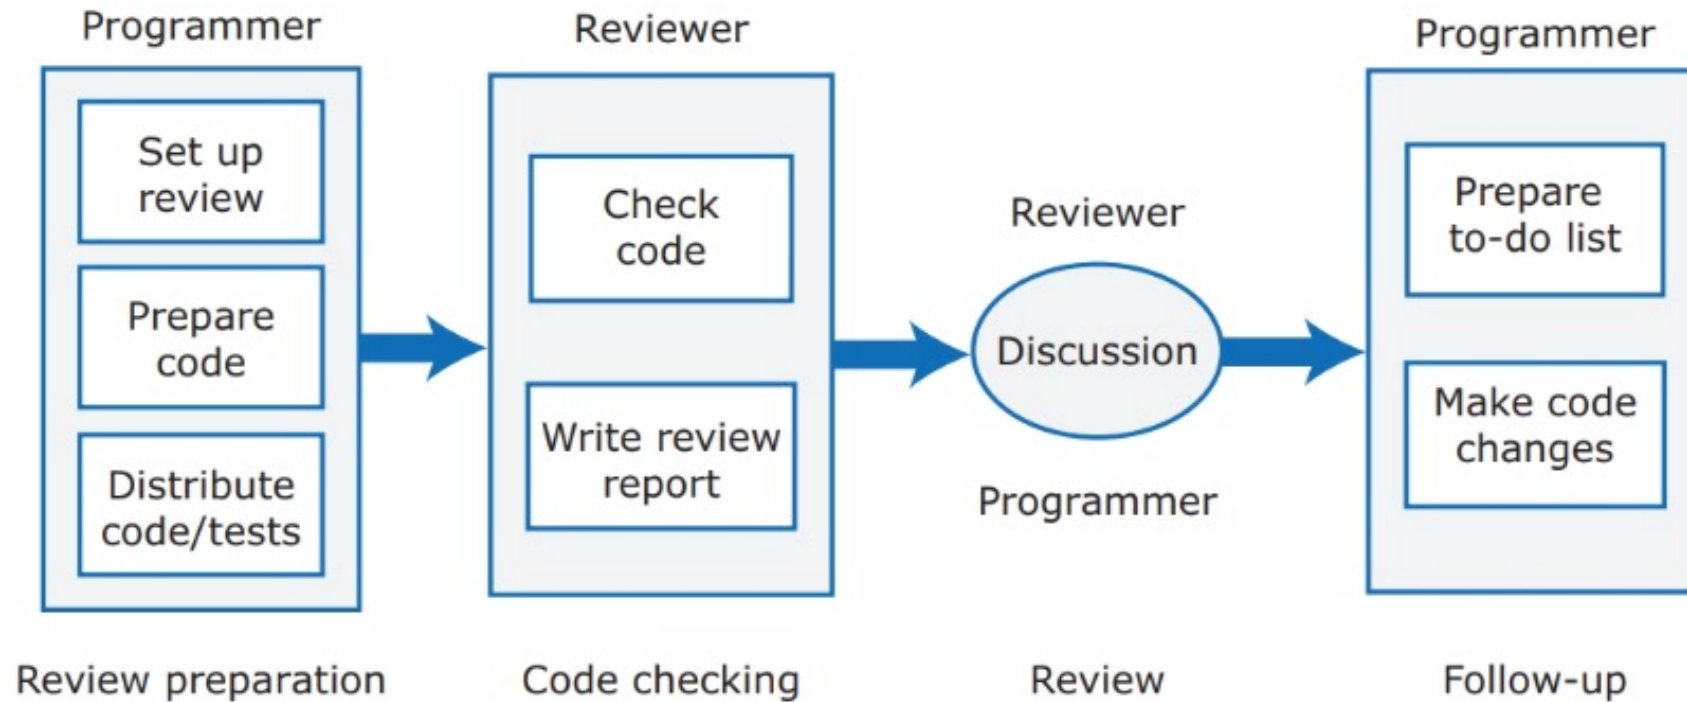 Programmer
Set up
review
Prepare
code
Distribute
code/tests
Review preparation
Reviewer
Check
code
Write review
report
Code checking
Reviewer
Discussion
Programmer
Review
Programmer
Prepare
to-do list
Make code
changes
Follow-up